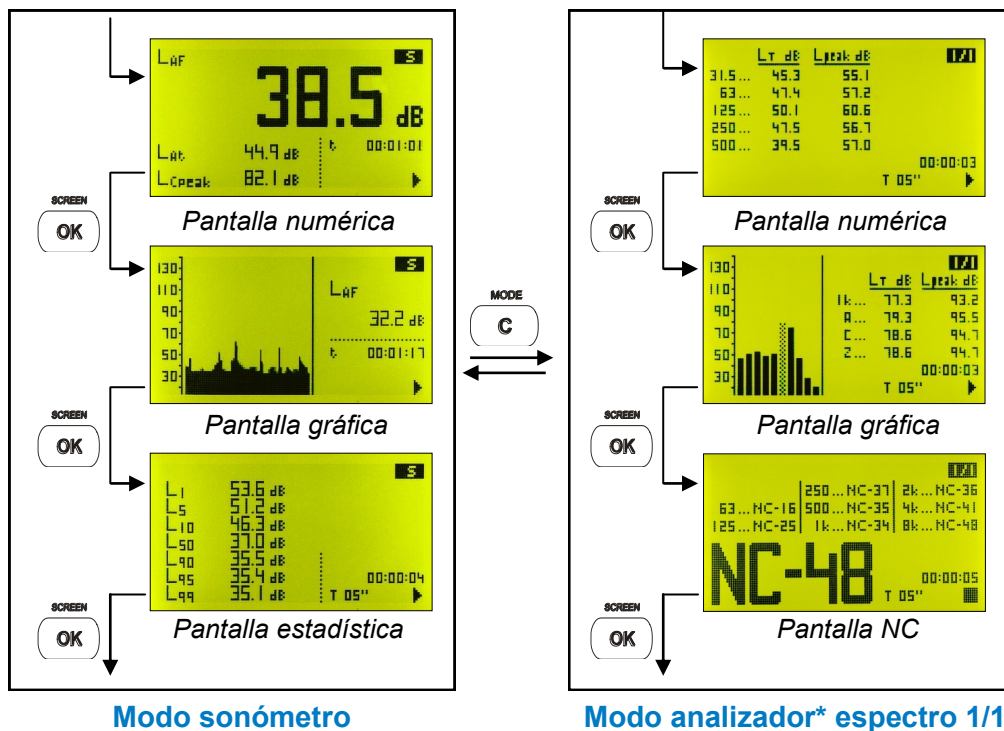 LAF S
38.5 dB
LAt 44.9 dB t 00:01:01
LCpeak 82.1 dB
SCREEN
OK
Pantalla numérica
130 S
110 LAF
90 32.2 dB
70
50 t 00:01:17
30
SCREEN
OK
Pantalla gráfica
S
L1 53.6 dB
L5 51.2 dB
L10 46.3 dB
L50 37.0 dB
L90 35.5 dB
L95 35.4 dB 00:00:04
L99 35.1 dB T 05"
SCREEN
OK
Pantalla estadística
Modo sonómetro
MODE
C
LT dB Lpeak dB 1/1
31.5... 45.3 55.1
63... 47.4 57.2
125... 50.1 60.6
250... 47.5 56.7
500... 39.5 57.0
00:00:03
T 05"
SCREEN
OK
Pantalla numérica
130 1/1
110 LT dB Lpeak dB
90 1k... 77.3 93.2
A... 79.3 95.5
70 C... 78.6 94.7
50 Z... 78.6 94.7
30 00:00:03
T 05"
SCREEN
OK
Pantalla gráfica
1/1
250...NC-37 2k...NC-36
63...NC-16 500...NC-35 4k...NC-41
125...NC-25 1k...NC-34 8k...NC-48
NC-48 00:00:05
T 05"
SCREEN
OK
Pantalla NC
Modo analizador* espectro 1/1